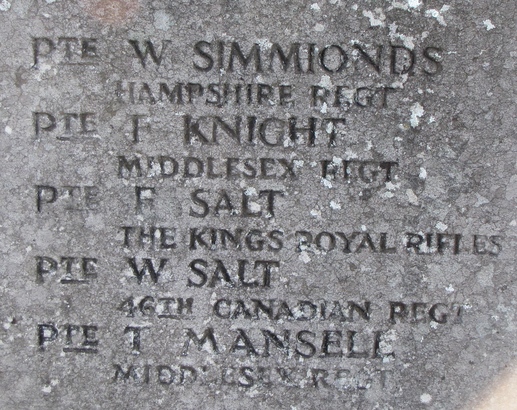 PTE W SIMMIONDS
HAMPSHIRE REGT
PTE F KNIGHT
MIDDLESEX REGT
PTE F SALT
THE KINGS ROYAL RIFLES
PTE W SALT
46TH CANADIAN REGT
PTE T MANSELL
MIDDLESEX REGT